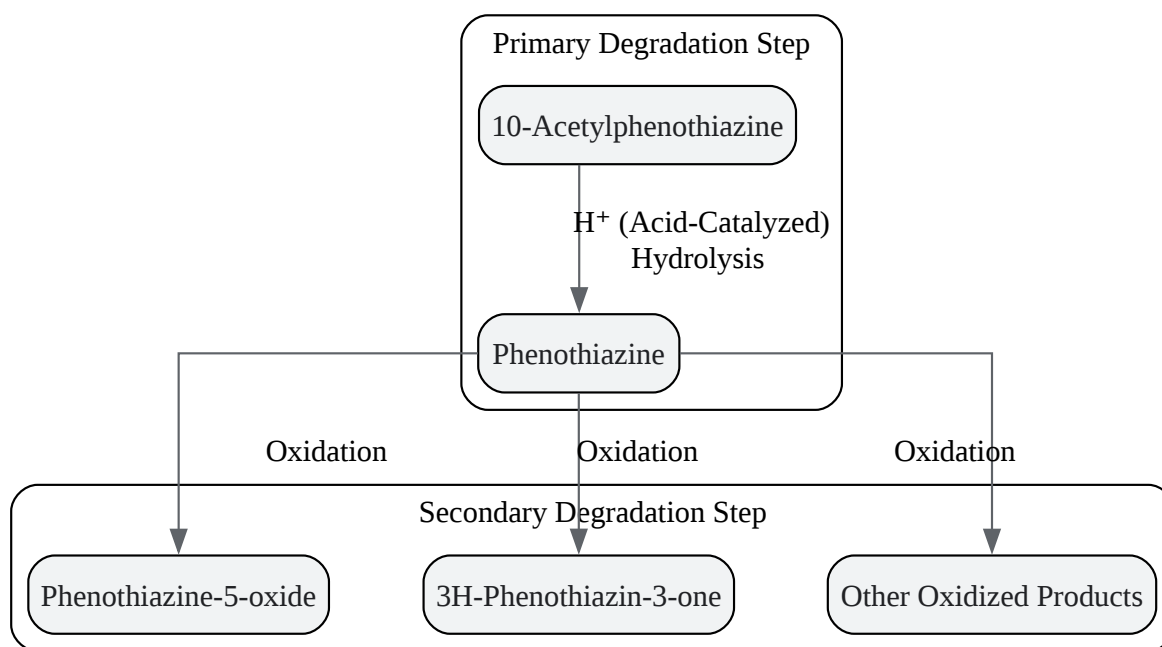 Primary Degradation Step
10-Acetylphenothiazine
H⁺ (Acid-Catalyzed)
Hydrolysis
Phenothiazine
Oxidation
Oxidation
Oxidation
Secondary Degradation Step
Phenothiazine-5-oxide
3H-Phenothiazin-3-one
Other Oxidized Products